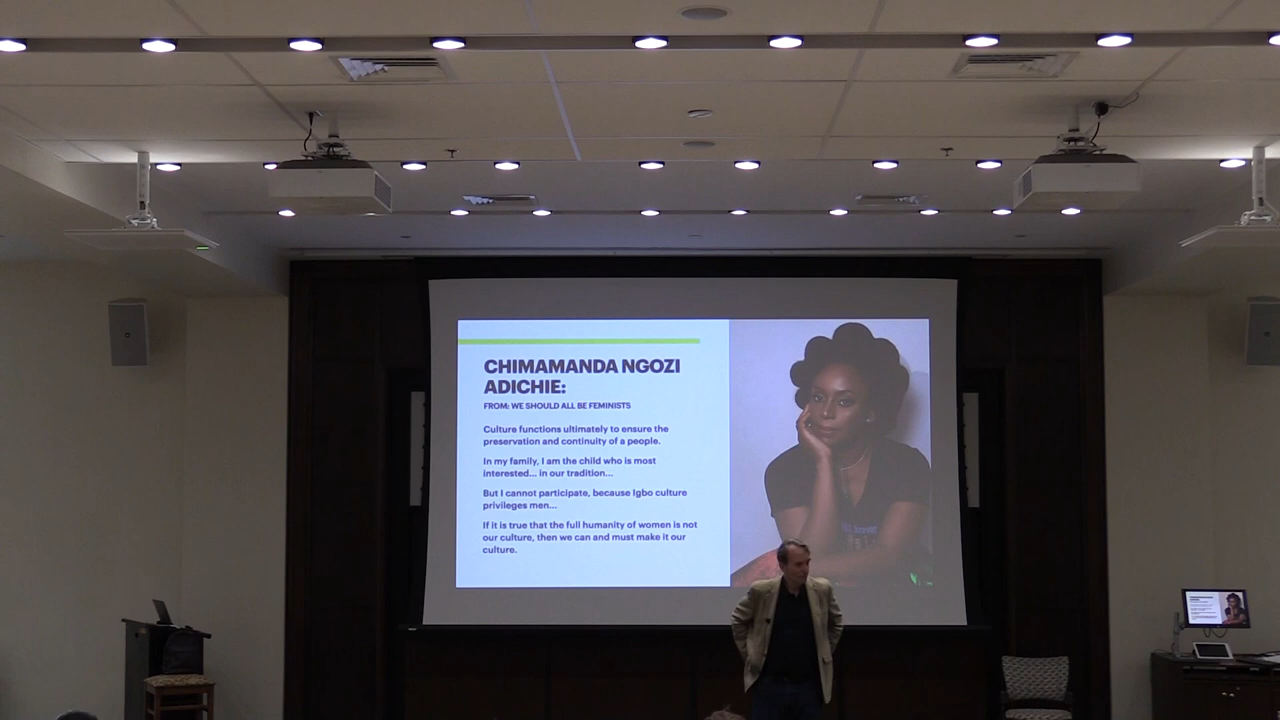 CHIMAMANDA NGOZI
ADICHIE:
FROM: WE SHOULD ALL BE FEMINISTS
Culture functions ultimately to ensure the
preservation and continuity of a people.
In my family, I am the child who is most
interested... in our tradition...
But I cannot participate, because Igbo culture
privileges men...
If it is true that the full humanity of women is not
our culture, then we can and must make it our
culture.